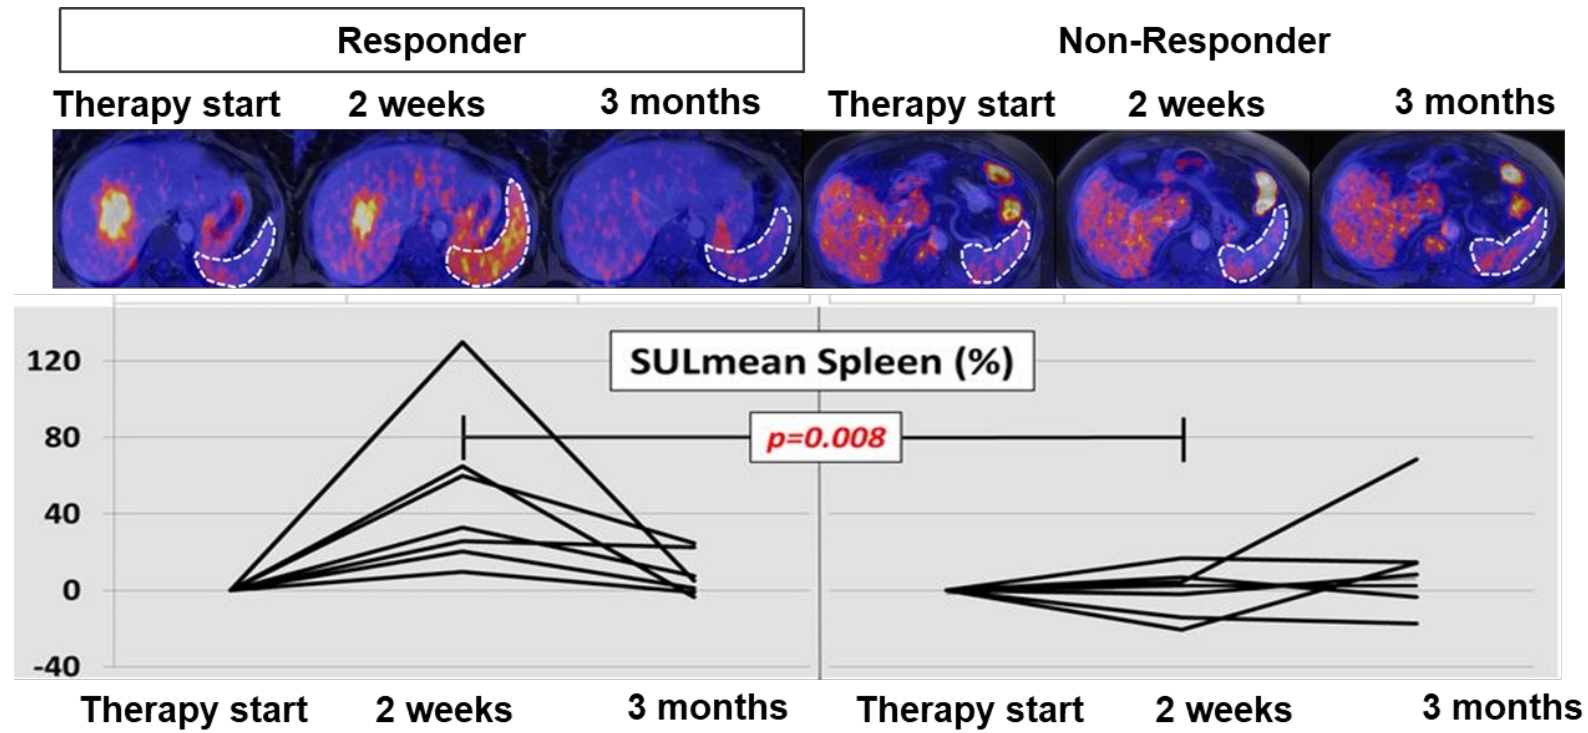 Responder Non-Responder
Therapy start 2 weeks 3 months Therapy start 2 weeks 3 months
SULmean Spleen (%)
p=0.008
120
80
40
0
-40
Therapy start 2 weeks 3 months Therapy start 2 weeks 3 months